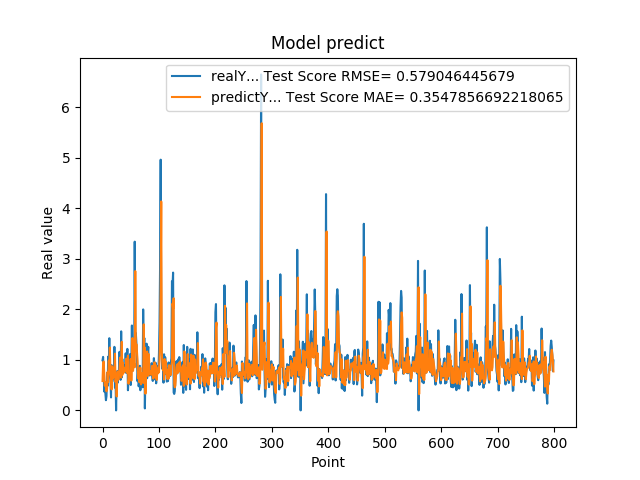 Model predict
realY... Test Score RMSE= 0.579046445679
predictY... Test Score MAE= 0.3547856692218065
Real value
6
5
4
3
2
1
0
0 100 200 300 400 500 600 700 800
Point